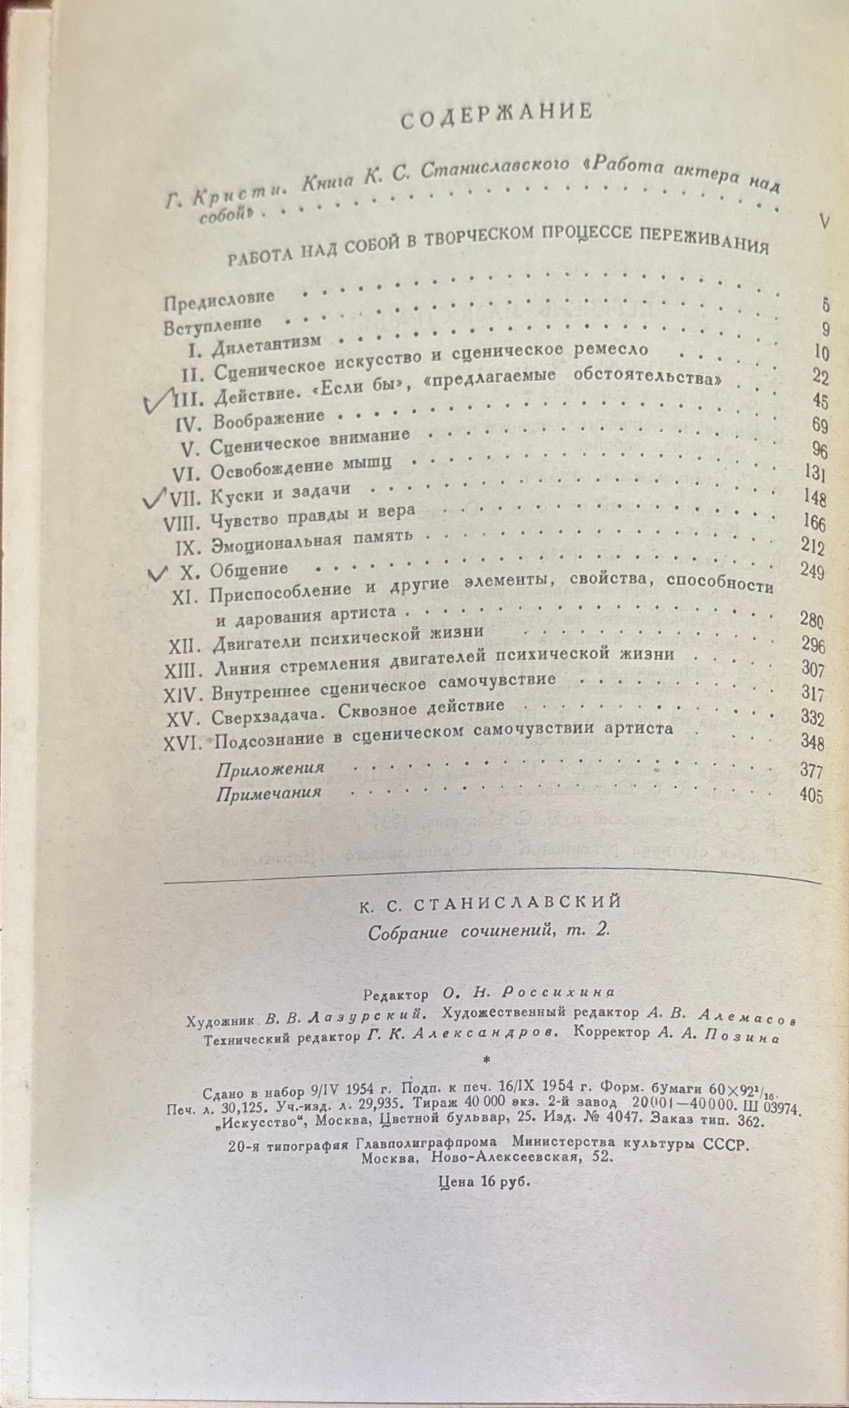 СОДЕРЖАНИЕ
Г. Кристи. Книга К. С. Станиславского «Работа актера над
собой» . . . . . . . . . . . . . . . . . . . V
РАБОТА НАД СОБОЙ В ТВОРЧЕСКОМ ПРОЦЕССЕ ПЕРЕЖИВАНИЯ
Предисловие . . . . . . . . . . . . . . . . . 5
Вступление . . . . . . . . . . . . . . . . . 9
I. Дилетантизм . . . . . . . . . . . . . . . 10
II. Сценическое искусство и сценическое ремесло . . . . 22
III. Действие. «Если бы», «предлагаемые обстоятельства» . . . 45
IV. Воображение . . . . . . . . . . . . . . . 69
V. Сценическое внимание . . . . . . . . . . . . 96
VI. Освобождение мышц . . . . . . . . . . . . 131
VII. Куски и задачи . . . . . . . . . . . . . . 148
VIII. Чувство правды и вера . . . . . . . . . . . 166
IX. Эмоциональная память . . . . . . . . . . . . 212
X. Общение . . . . . . . . . . . . . . . . 249
XI. Приспособление и другие элементы, свойства, способности
и дарования артиста . . . . . . . . . . . . . 280
XII. Двигатели психической жизни . . . . . . . . . 296
XIII. Линия стремления двигателей психической жизни . . . . 307
XIV. Внутреннее сценическое самочувствие . . . . . . . 317
XV. Сверхзадача. Сквозное действие . . . . . . . . . 332
XVI. Подсознание в сценическом самочувствии артиста . . . 348
Приложения . . . . . . . . . . . . . . . 377
Примечания . . . . . . . . . . . . . . . 405
К. С. СТАНИСЛАВСКИЙ
Собрание сочинений, т. 2.
Редактор О. Н. Россихина
Художник В. В. Лазурский. Художественный редактор А. В. Алемасов
Технический редактор Г. К. Александров. Корректор А. А. Позина
*
Сдано в набор 9/IV 1954 г. Подп. к печ. 16/IX 1954 г. Форм. бумаги 60×92¹/₁₆.
Печ. л. 30,125. Уч.-изд. л. 29,935. Тираж 40 000 экз. 2-й завод 20 001—40 000. Ш 03974.
„Искусство“, Москва, Цветной бульвар, 25. Изд. № 4047. Заказ тип. 362.
20-я типография Главполиграфпрома Министерства культуры СССР.
Москва, Ново-Алексеевская, 52.
Цена 16 руб.